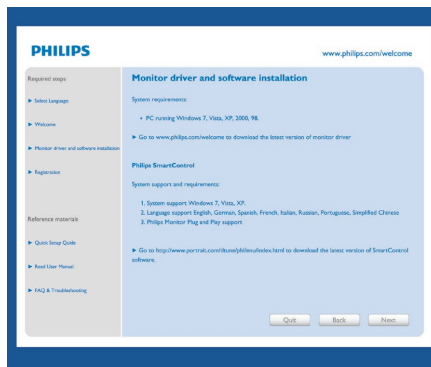 PHILIPS
www.philips.com/welcome
Required steps
Select Language
Welcome
Monitor driver and software installation
Registration
Reference materials
Quick Setup Guide
Read User Manual
FAQ & Troubleshooting
Monitor driver and software installation
System requirements:
• PC running Windows 7, Vista, XP, 2000, 98.
Go to www.philips.com/welcome to download the latest version of monitor driver
Philips SmartControl
System support and requirements:
1. System support Windows 7, Vista, XP.
2. Language support English, German, Spanish, French, Italian, Russian, Portuguese, Simplified Chinese
3. Philips Monitor Plug and Play support
Go to http://www.portrait.com/dtune/philenu/index.html to download the latest version of SmartControl
software.
Quit
Back
Next